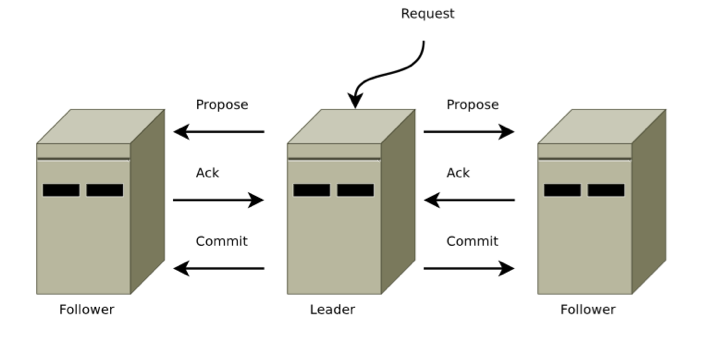 Request
Propose
Propose
Ack
Ack
Commit
Commit
Follower
Leader
Follower